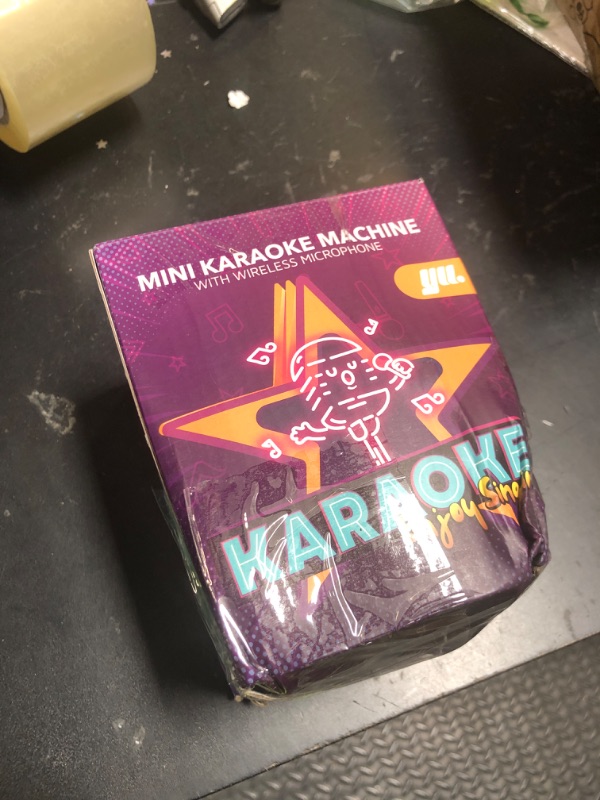 MINI KARAOKE MACHINE
WITH WIRELESS MICROPHONE
yu.
KARAOKE